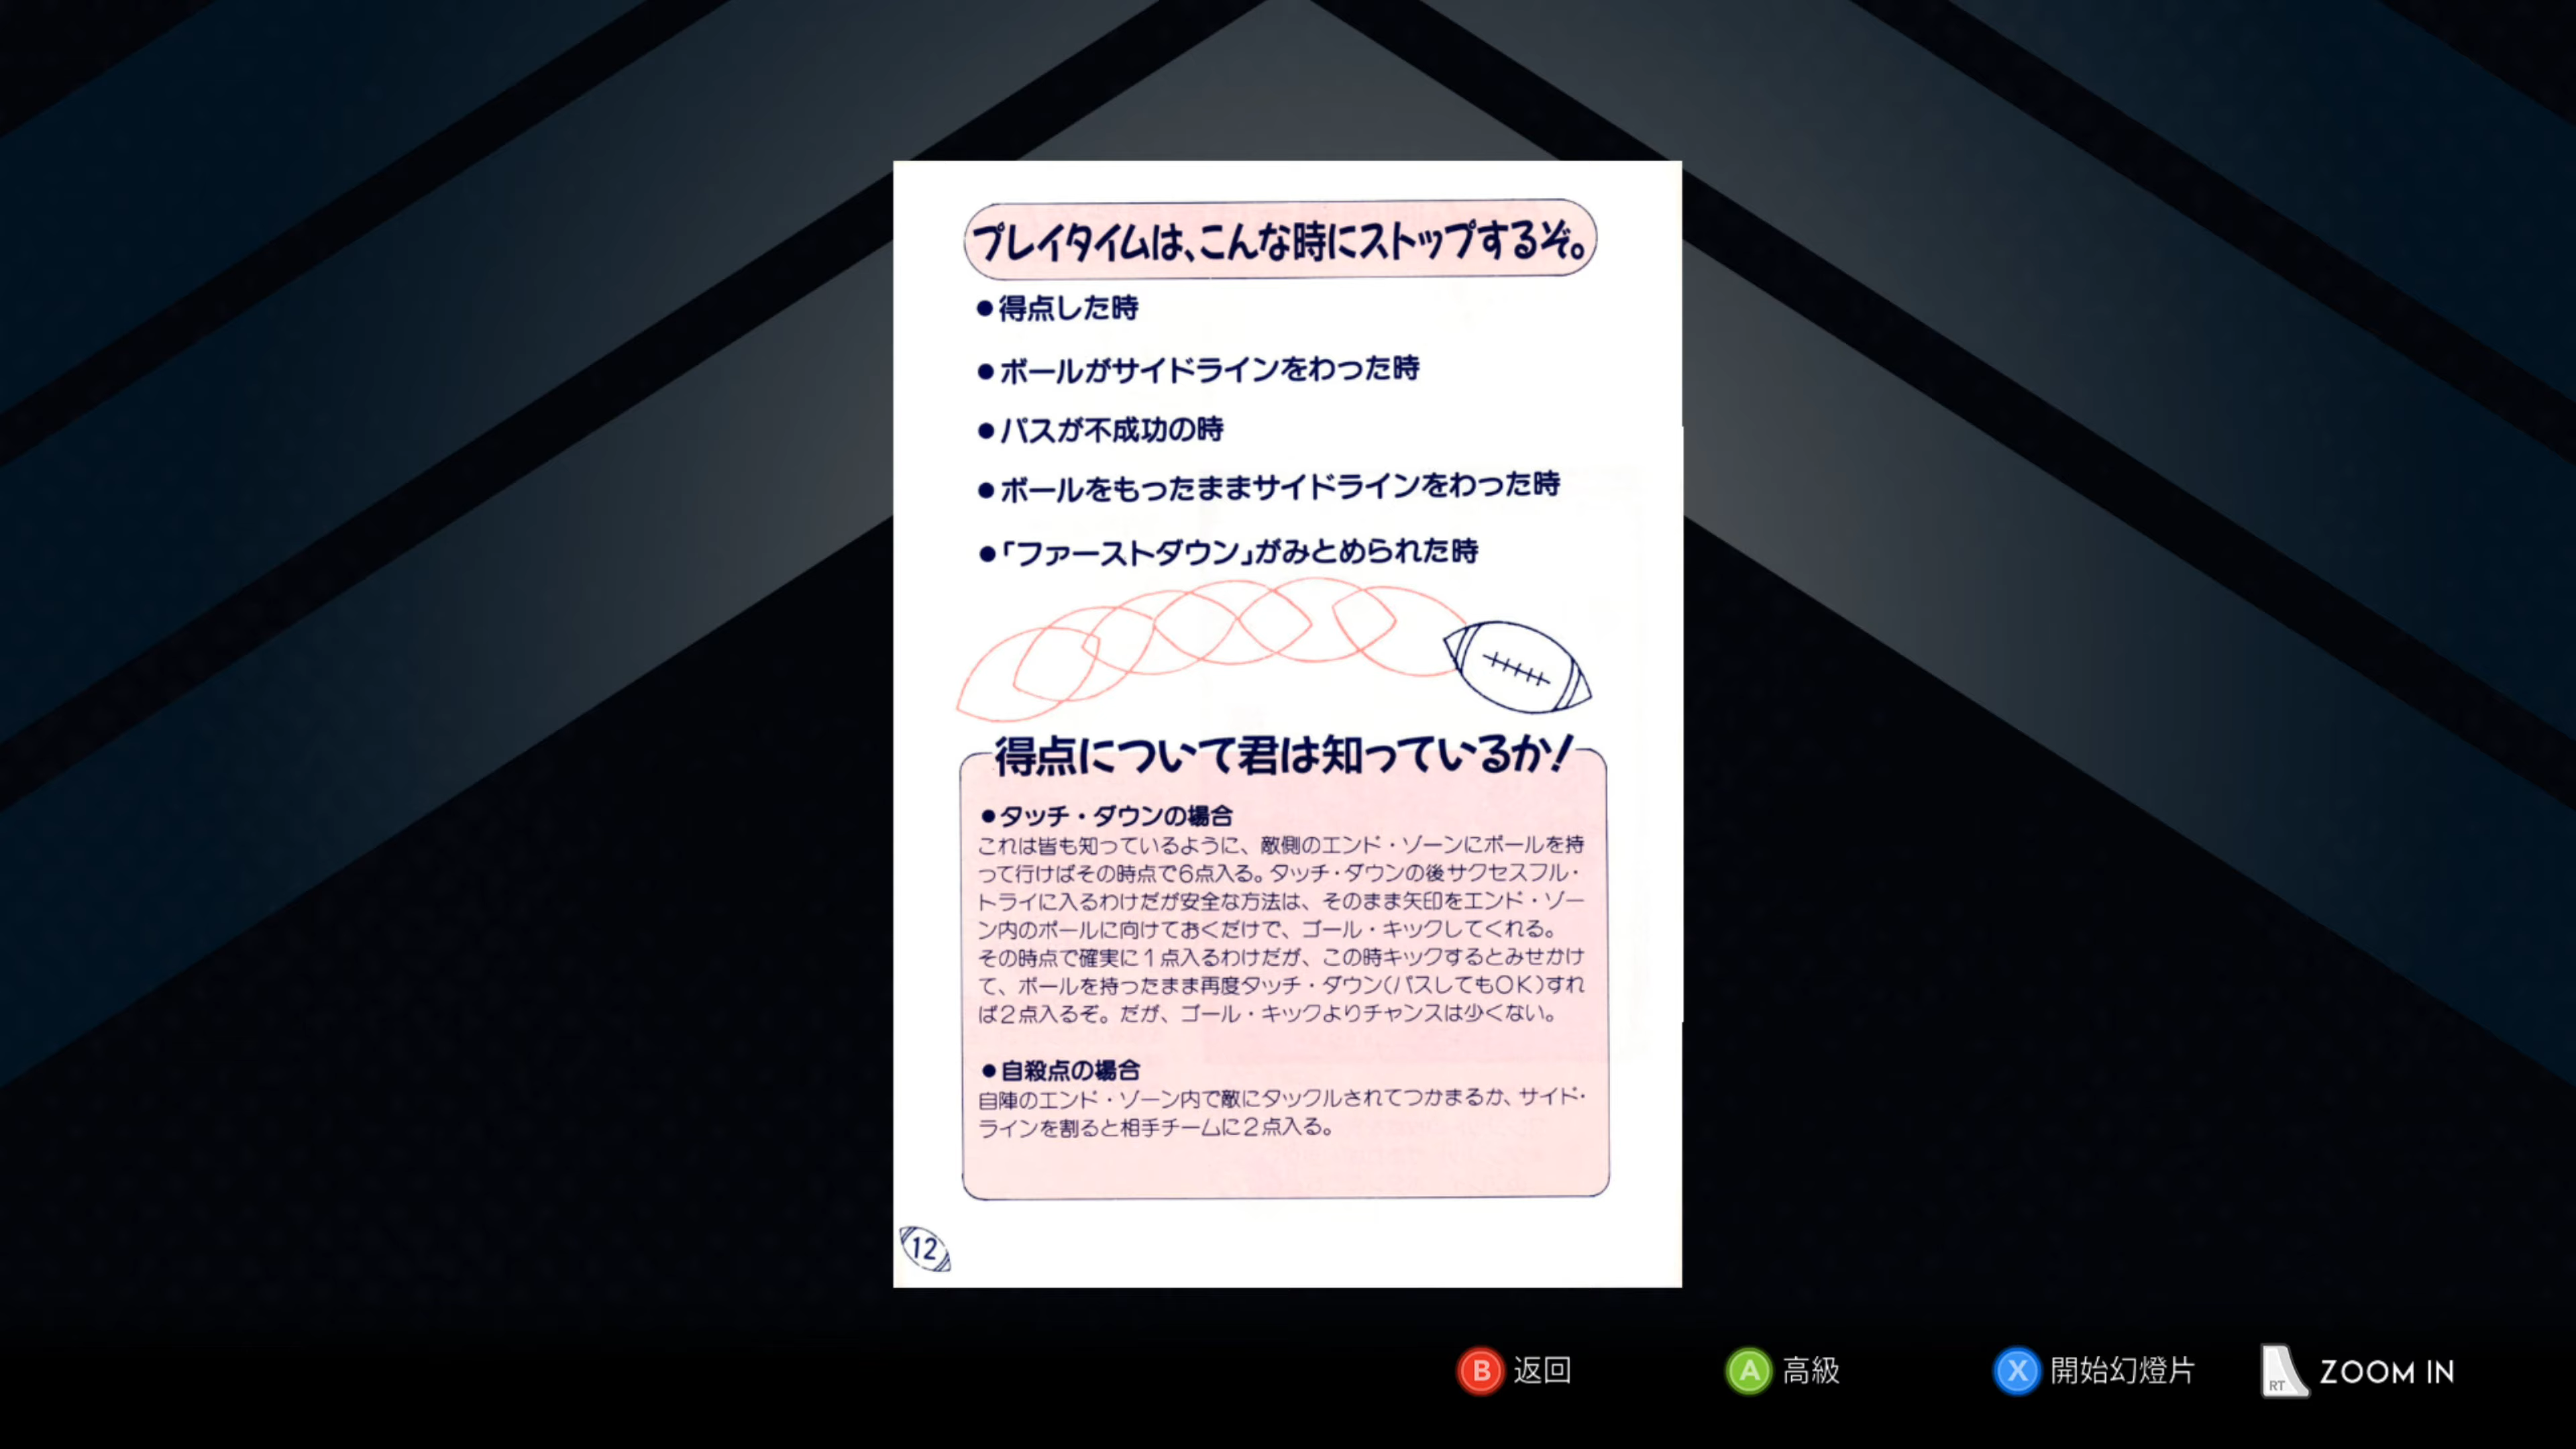 プレイタイムは、こんな時にストップするぞ。
●得点した時
●ボールがサイドラインをわった時
●パスが不成功の時
●ボールをもったままサイドラインをわった時
●「ファーストダウン」がみとめられた時
得点について君は知っているか!
●タッチ・ダウンの場合
これは皆も知っているように、敵側のエンド・ゾーンにボールを持
って行けばその時点で6点入る。タッチ・ダウンの後サクセスフル・
トライに入るわけだが安全な方法は、そのまま矢印をエンド・ゾー
ン内のポールに向けておくだけで、ゴール・キックしてくれる。
その時点で確実に1点入るわけだが、この時キックするとみせかけ
て、ボールを持ったまま再度タッチ・ダウン(パスしてもOK)すれ
ば2点入るぞ。だが、ゴール・キックよりチャンスは少くない。
●自殺点の場合
自陣のエンド・ゾーン内で敵にタックルされてつかまるか、サイド・
ラインを割ると相手チームに2点入る。
12
B 返回
A 高級
X 開始幻燈片
RT ZOOM IN